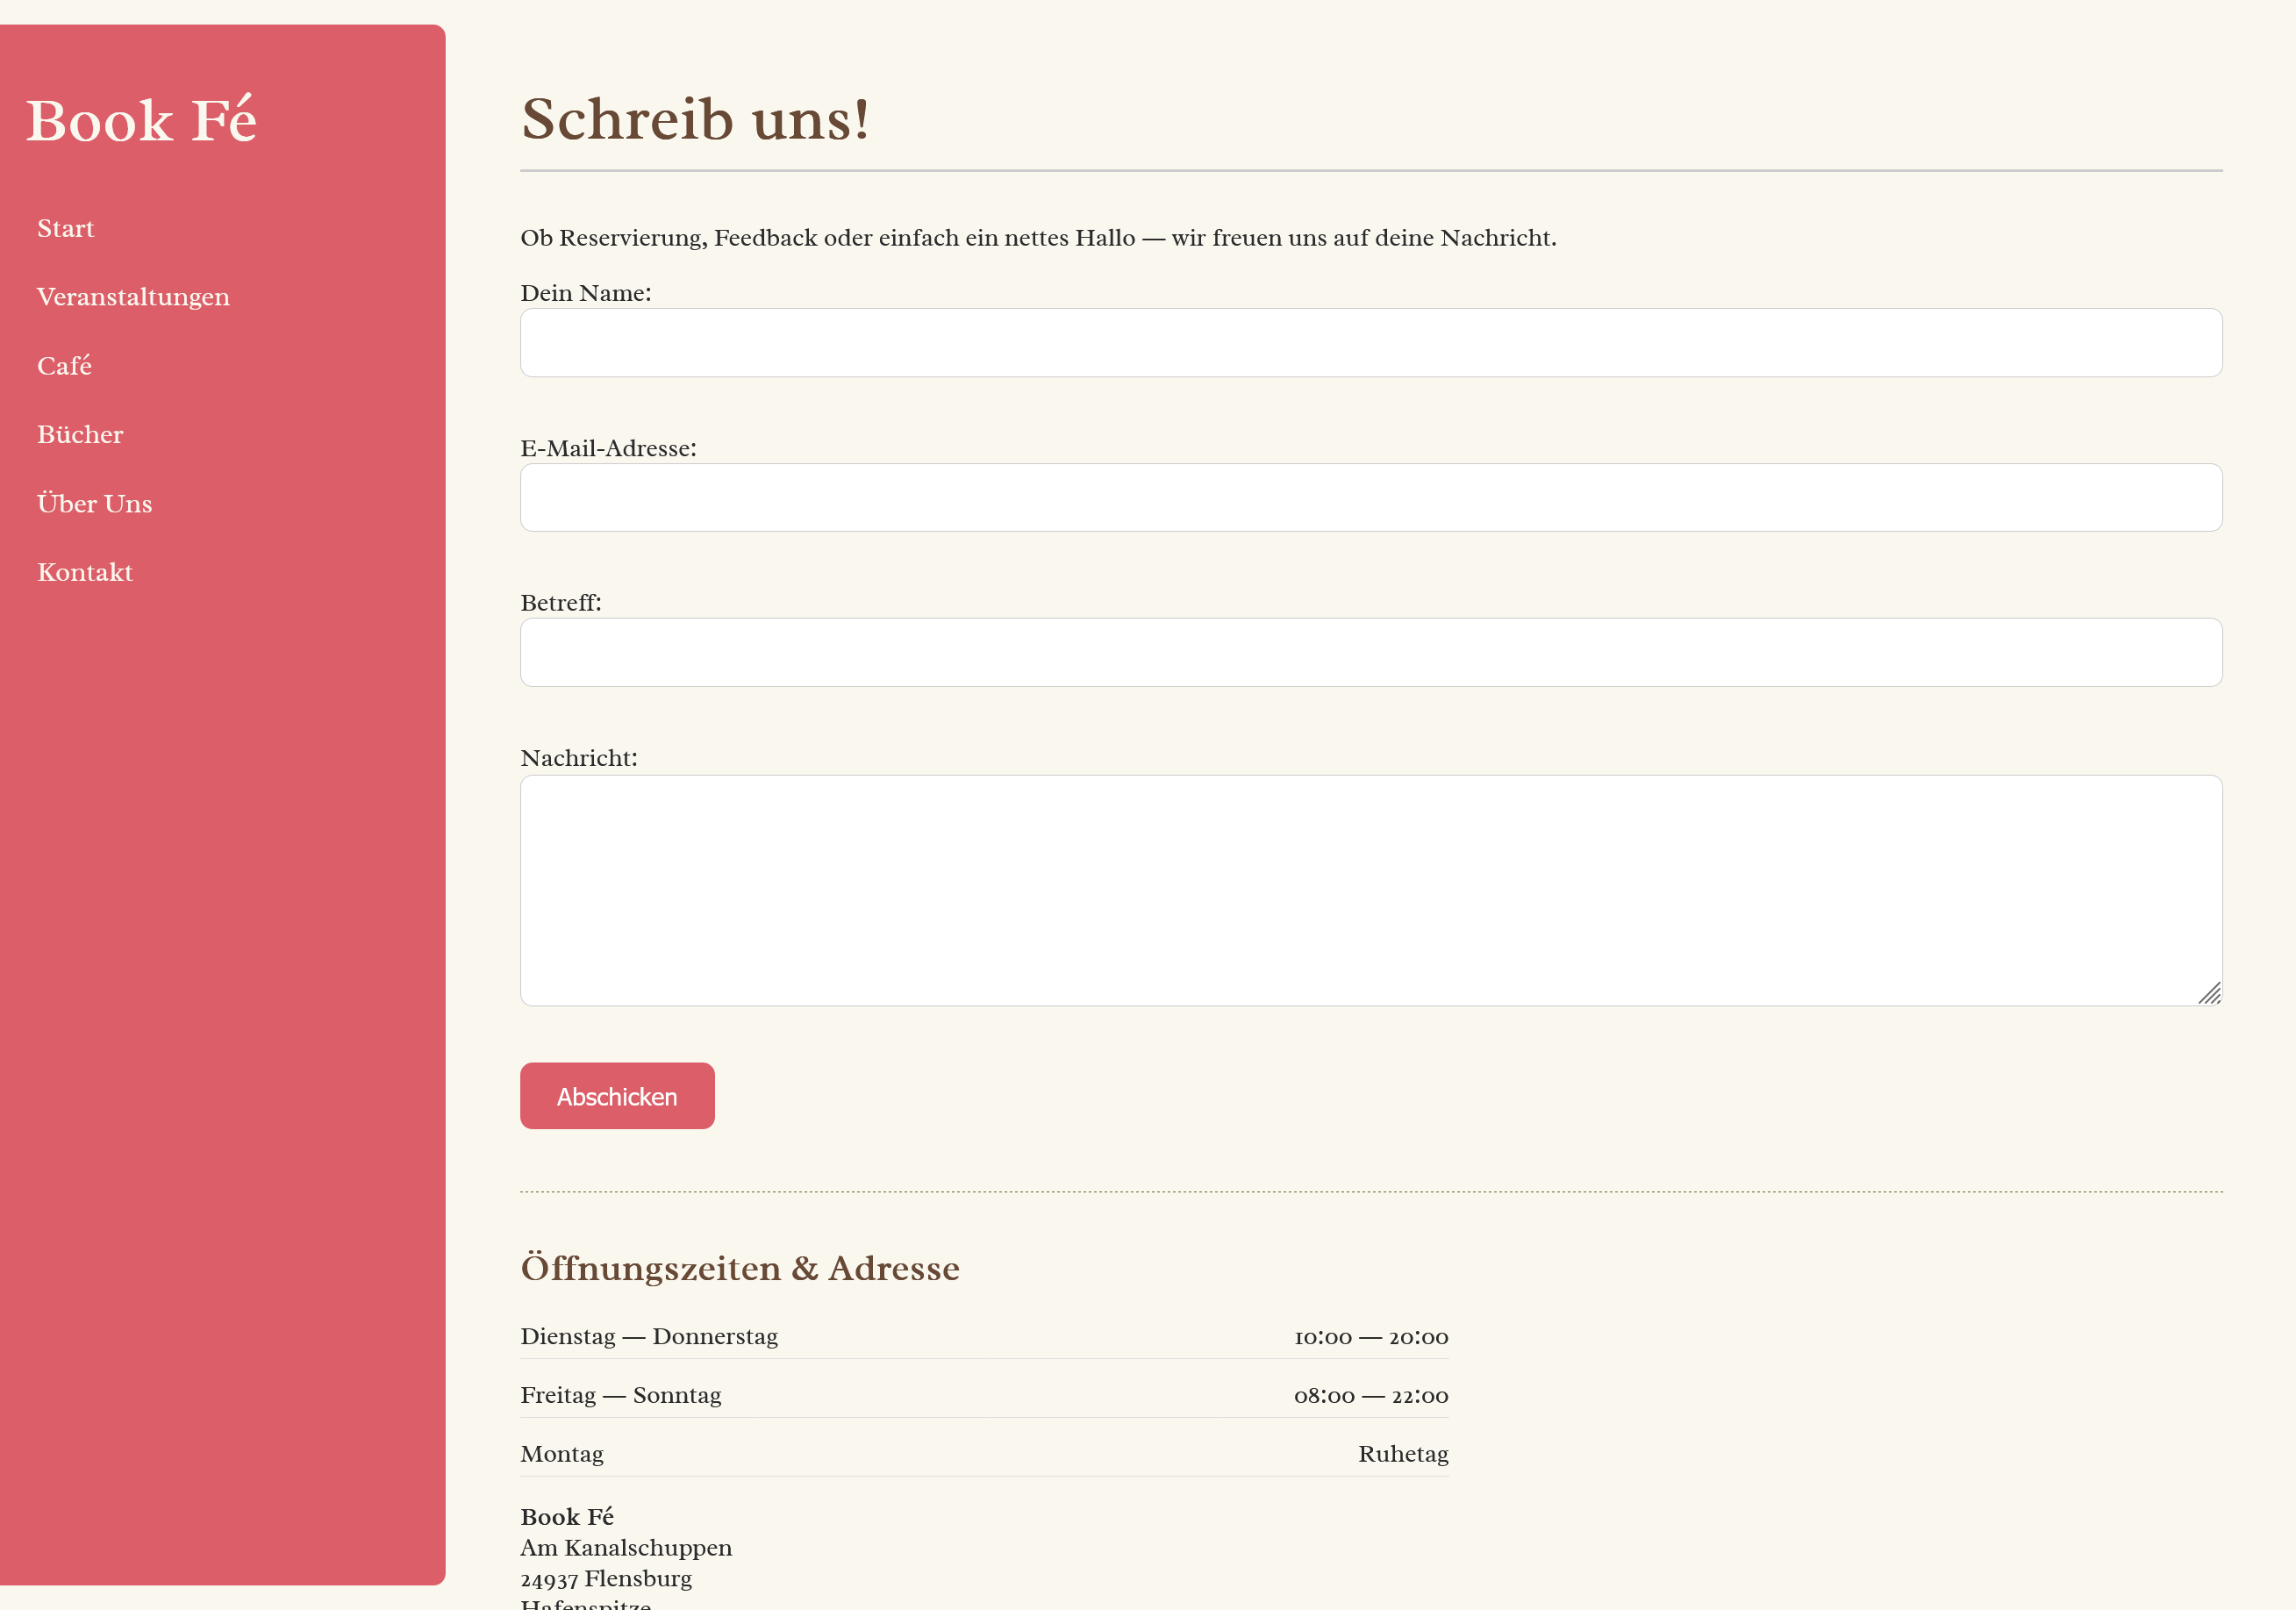 Book Fé
Start
Veranstaltungen
Café
Bücher
Über Uns
Kontakt
Schreib uns!
Ob Reservierung, Feedback oder einfach ein nettes Hallo — wir freuen uns auf deine Nachricht.
Dein Name:
E-Mail-Adresse:
Betreff:
Nachricht:
Abschicken
Öffnungszeiten & Adresse
Dienstag — Donnerstag 10:00 — 20:00
Freitag — Sonntag 08:00 — 22:00
Montag Ruhetag
Book Fé
Am Kanalschuppen
24937 Flensburg
Hafenspitze